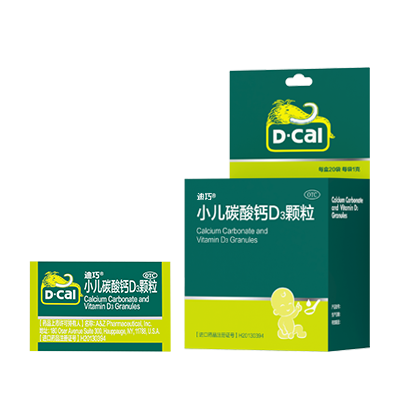 D·Cal
每盒20袋 每袋1克
Calcium Carbonate
and Vitamin D₃
Granules
迪巧®
OTC
小儿碳酸钙D₃颗粒
Calcium Carbonate and
Vitamin D₃ Granules
[进口药品注册证号] H20130394
迪巧®
OTC
小儿碳酸钙D₃颗粒
D·Cal
Calcium Carbonate and
Vitamin D₃ Granules
[药品上市许可持有人] 名称: A&Z Pharmaceutical, Inc.
地址: 180 Oser Avenue Suite 300, Hauppauge, NY, 11788, U.S.A.
[进口药品注册证号] H20130394